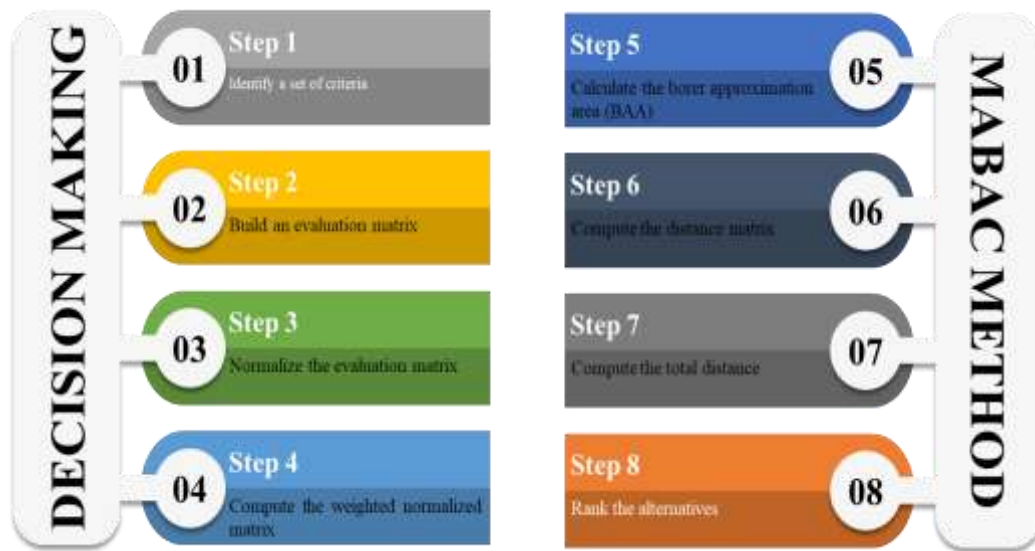 DECISION MAKING
01
Step 1
Identify a set of criteria
02
Step 2
Build an evaluation matrix
03
Step 3
Normalize the evaluation matrix
04
Step 4
Compute the weighted normalized
matrix
Step 5
Calculate the borer approximation
area (BAA)
05
Step 6
Compute the distance matrix
06
Step 7
Compute the total distance
07
Step 8
Rank the alternatives
08
MABAC METHOD